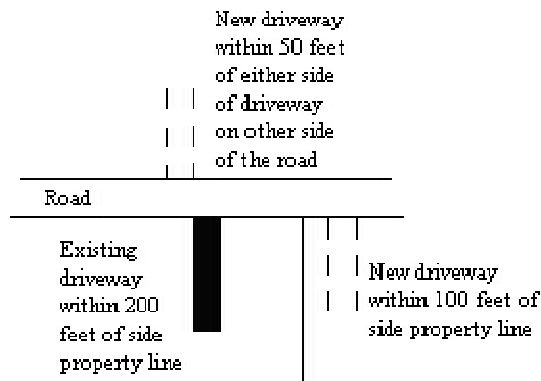 New driveway
within 50 feet
of either side
of driveway
on other side
of the road
Road
Existing
driveway
within 200
feet of side
property line
New driveway
within 100 feet of
side property line